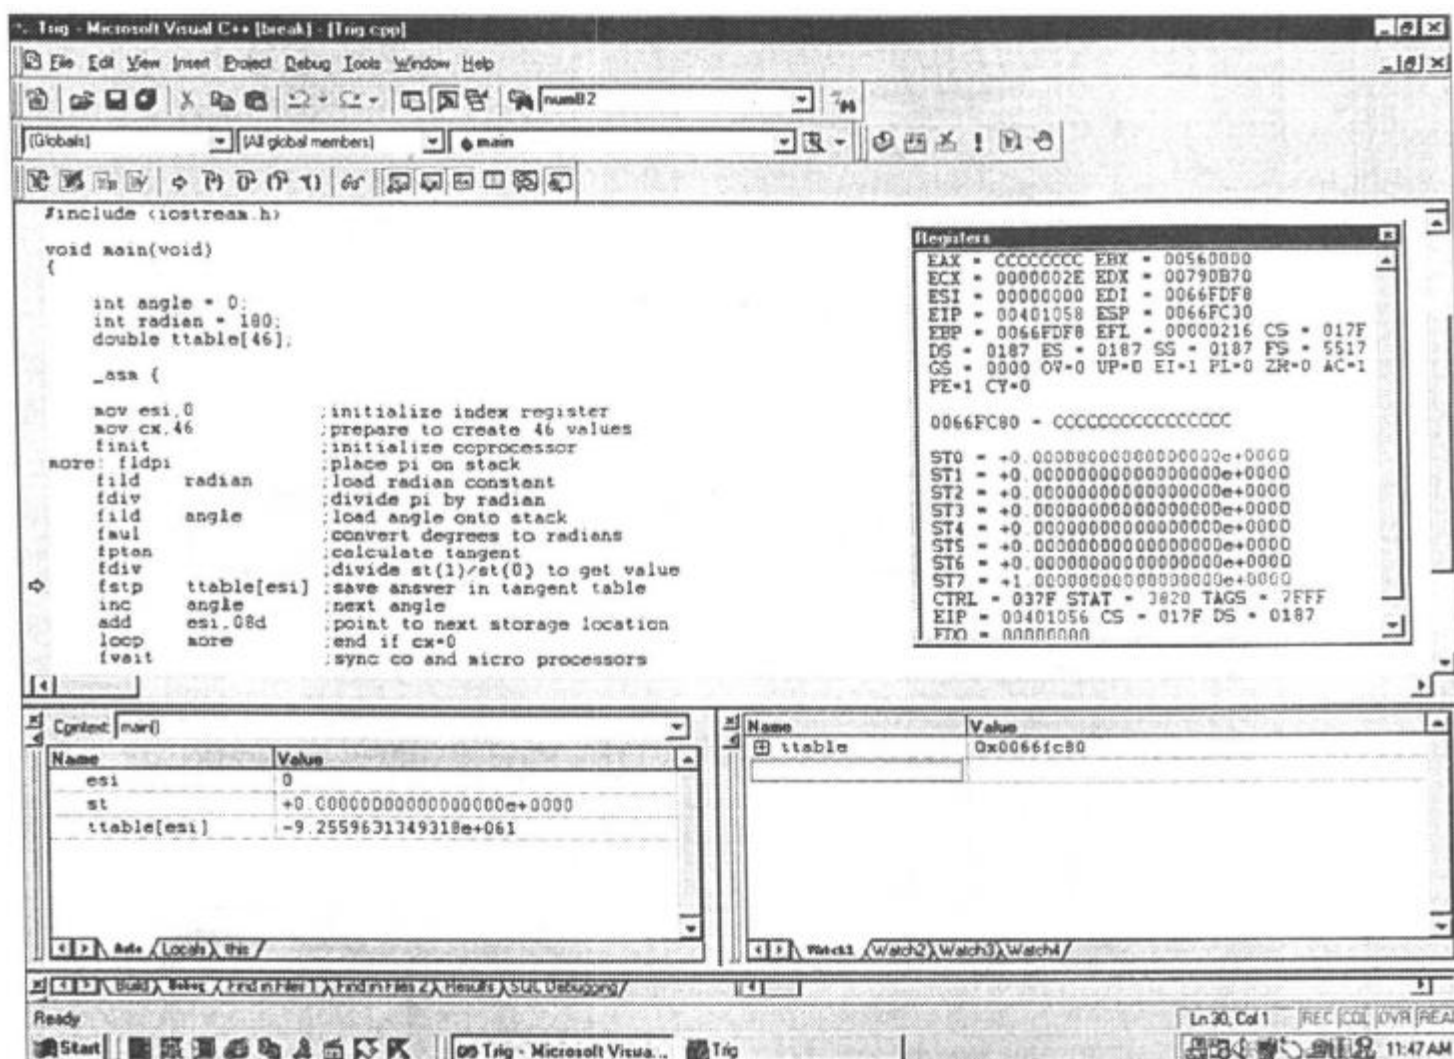 Trig - Microsoft Visual C++ [break] - [Trig.cpp]
File Edit View Insert Project Debug Tools Window Help
numB2
(Globals) (All global members) main
#include <iostream.h>
void main(void)
{
int angle = 0;
int radian = 180;
double ttable[46];
_asm {
mov esi,0 ;initialize index register
mov cx,46 ;prepare to create 46 values
finit ;initialize coprocessor
more: fldpi ;place pi on stack
fild radian ;load radian constant
fdiv ;divide pi by radian
fild angle ;load angle onto stack
fmul ;convert degrees to radians
fptan ;calculate tangent
fdiv ;divide st(1)/st(0) to get value
fstp ttable[esi] ;save answer in tangent table
inc angle ;next angle
add esi,08d ;point to next storage location
loop more ;end if cx=0
fwait ;sync co and micro processors
Registers
EAX = CCCCCCCC EBX = 00560000
ECX = 0000002E EDX = 00790B70
ESI = 00000000 EDI = 0066FDF8
EIP = 00401058 ESP = 0066FC30
EBP = 0066FDF8 EFL = 00000216 CS = 017F
DS = 0187 ES = 0187 SS = 0187 FS = 5517
GS = 0000 OV=0 UP=0 EI=1 PL=0 ZR=0 AC=1
PE=1 CY=0
0066FC80 = CCCCCCCCCCCCCCCC
ST0 = +0.00000000000000000e+0000
ST1 = +0.00000000000000000e+0000
ST2 = +0.00000000000000000e+0000
ST3 = +0.00000000000000000e+0000
ST4 = +0.00000000000000000e+0000
ST5 = +0.00000000000000000e+0000
ST6 = +0.00000000000000000e+0000
ST7 = +1.00000000000000000e+0000
CTRL = 037F STAT = 3820 TAGS = 7FFF
EIP = 00401056 CS = 017F DS = 0187
EDO = 00000000
Context: main()
Name Value
esi 0
st +0.00000000000000000e+0000
ttable[esi] -9.2559631349318e+061
Auto Locals this
Name Value
ttable 0x0066fc80
Watch1 Watch2 Watch3 Watch4
Build Debug Find in Files 1 Find in Files 2 Results SQL Debugging
Ready
Ln 30, Col 1 REC COL OVR READ
Start Trig - Microsoft Visua... Trig 11:47 AM